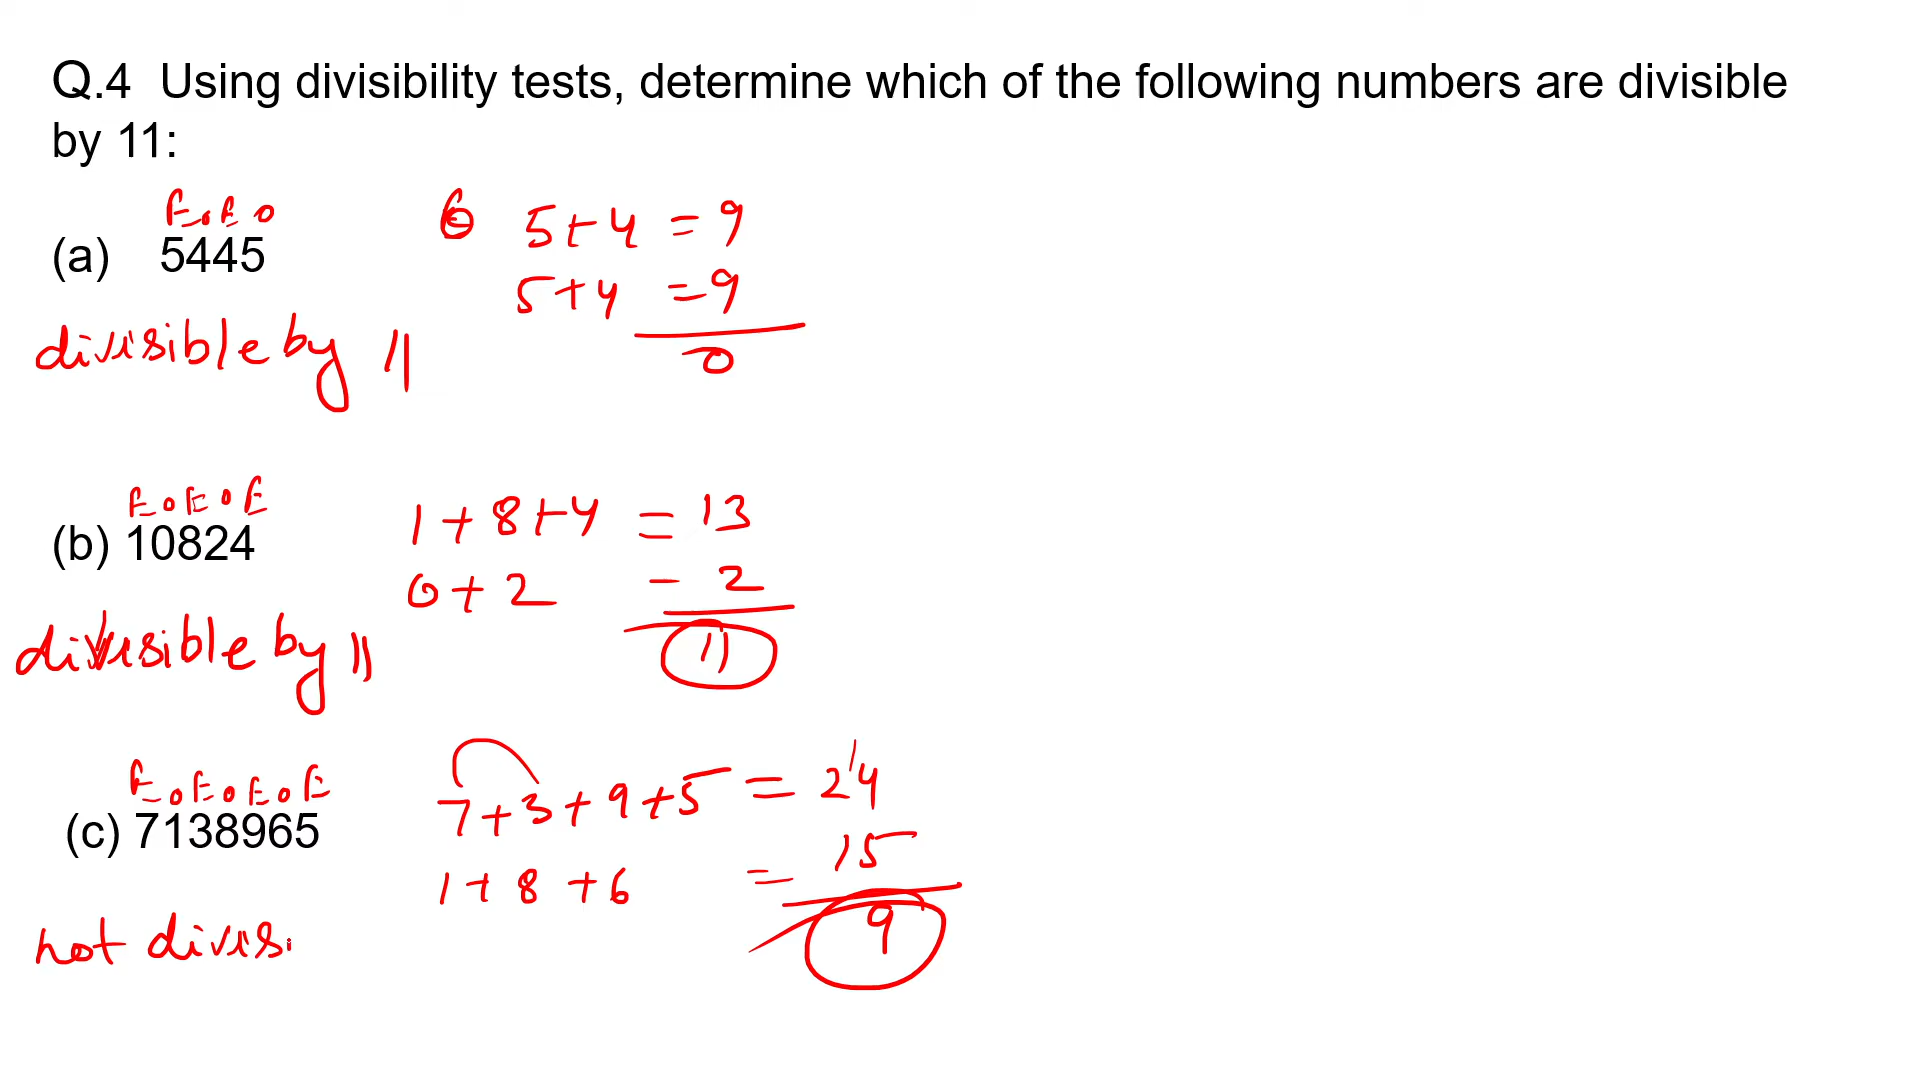 Q.4 Using divisibility tests, determine which of the following numbers are divisible
by 11:
E O E O
(a) 5445
5+4 = 9
5+4 = 9
0
divisible by 11
E O E O E
(b) 10824
1+8+4 = 13
0+2 - 2
11
divisible by 11
E O E O E O E
(c) 7138965
7+3+9+5 = 24
1+8+6 = 15
9
not divisi